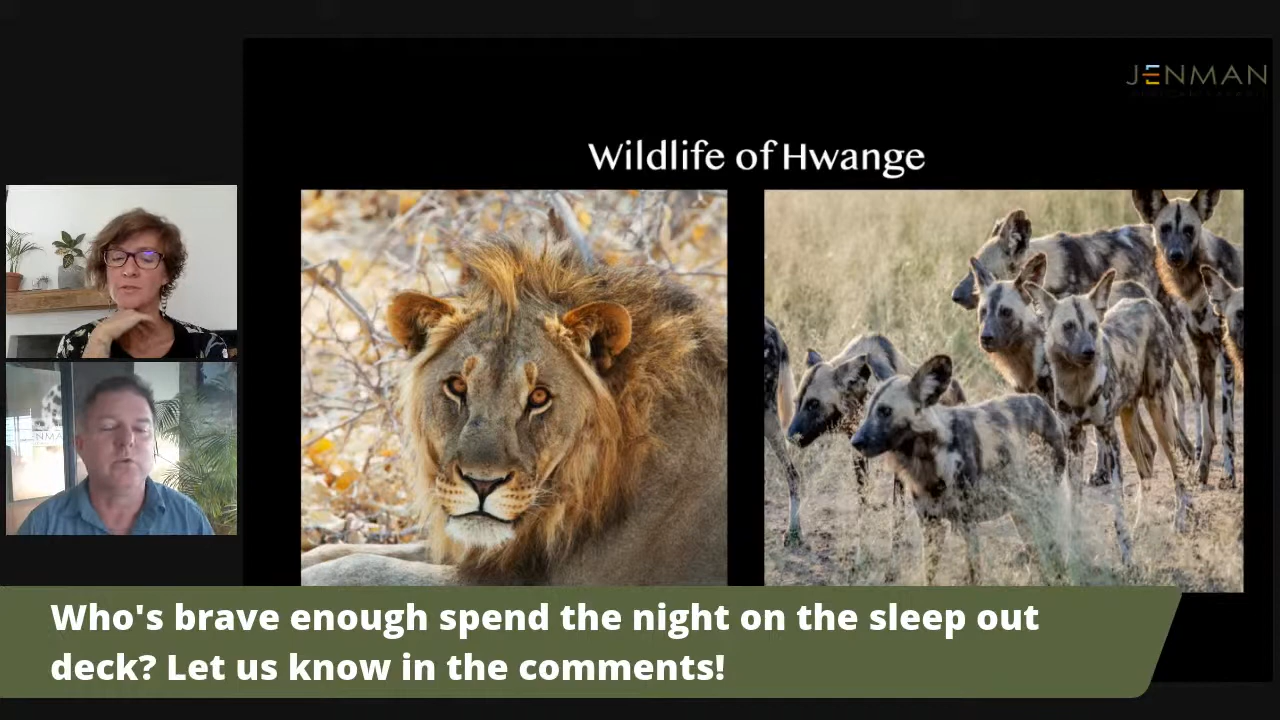 JENMAN
Wildlife of Hwange
Who's brave enough spend the night on the sleep out
deck? Let us know in the comments!